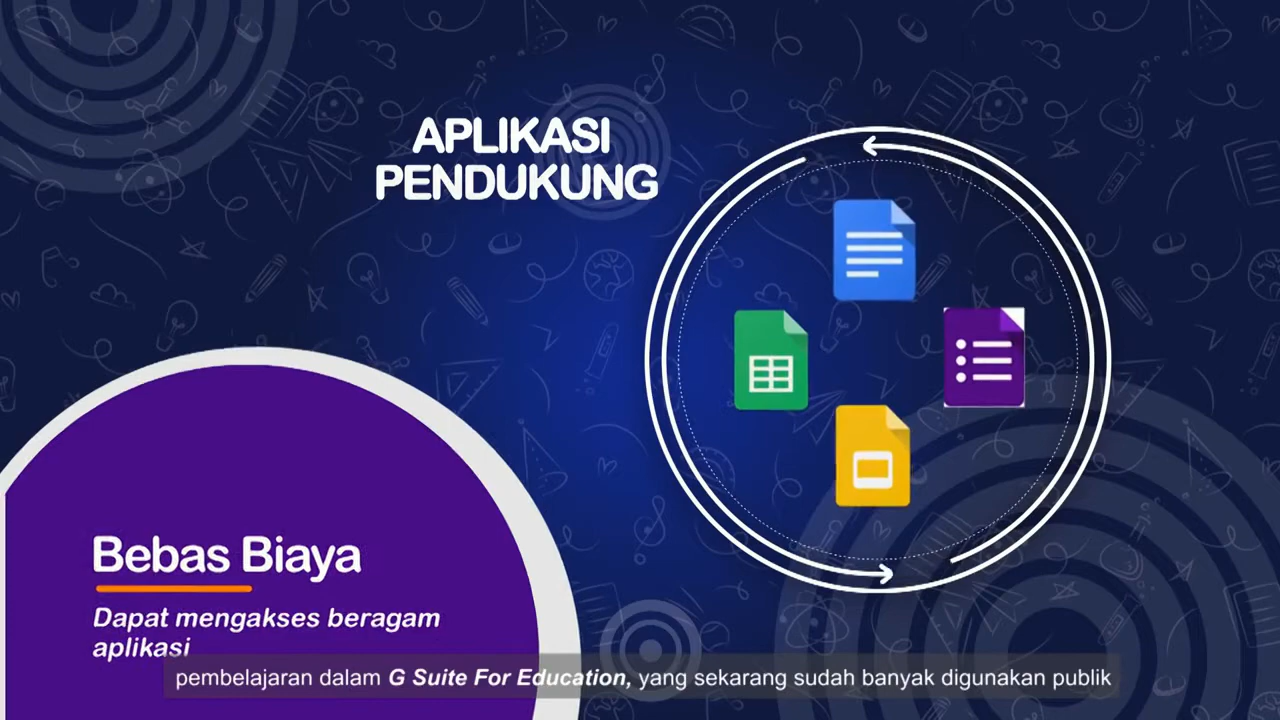 APLIKASI
PENDUKUNG
Bebas Biaya
Dapat mengakses beragam
aplikasi
pembelajaran dalam G Suite For Education, yang sekarang sudah banyak digunakan publik